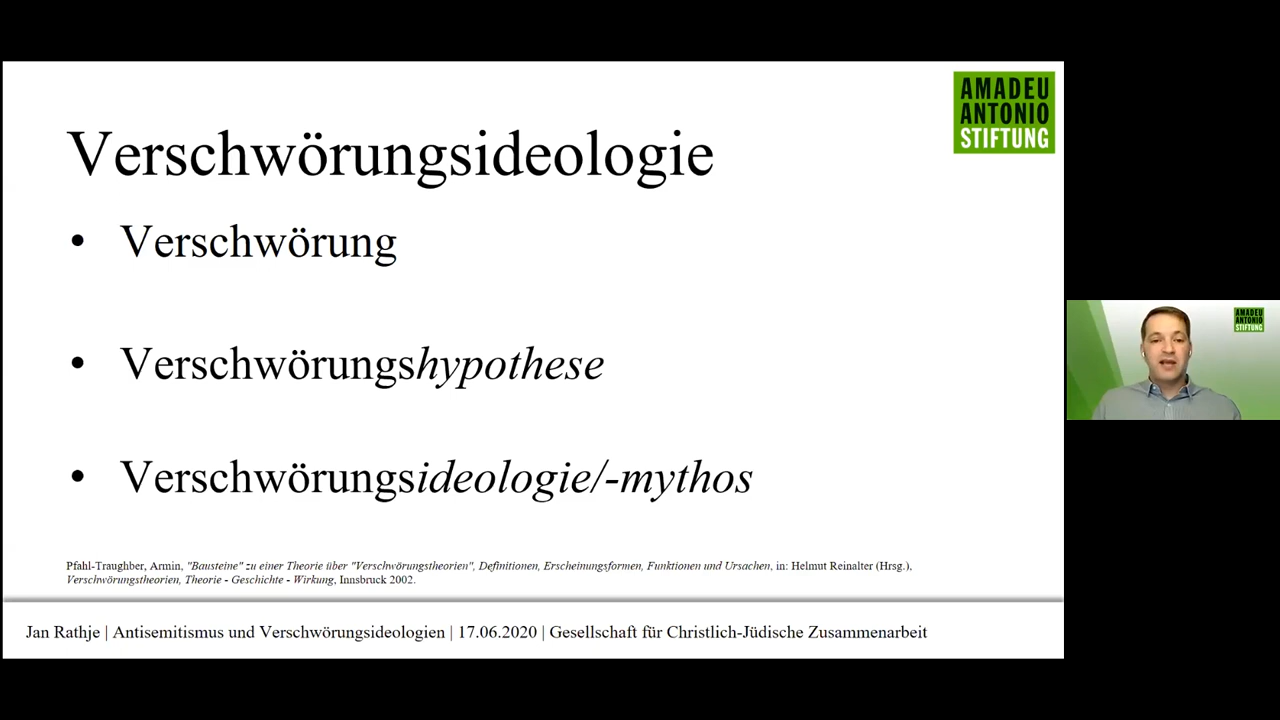 AMADEU
ANTONIO
STIFTUNG
Verschwörungsideologie
• Verschwörung
• Verschwörungshypothese
• Verschwörungsideologie/-mythos
Pfahl-Traughber, Armin, "Bausteine" zu einer Theorie über "Verschwörungstheorien", Definitionen, Erscheinungsformen, Funktionen und Ursachen, in: Helmut Reinalter (Hrsg.),
Verschwörungstheorien, Theorie - Geschichte - Wirkung, Innsbruck 2002.
Jan Rathje | Antisemitismus und Verschwörungsideologien | 17.06.2020 | Gesellschaft für Christlich-Jüdische Zusammenarbeit
AMADEU
ANTONIO
STIFTUNG